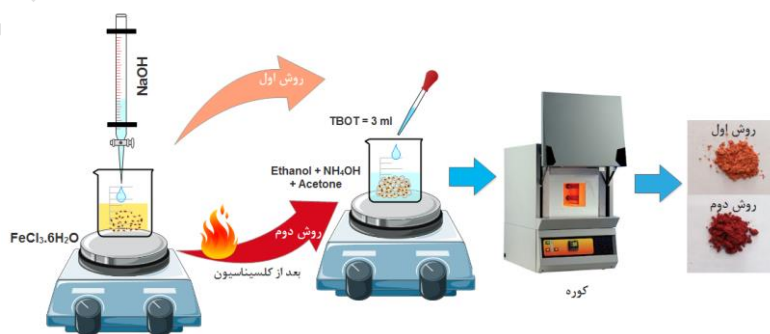 NaOH
FeCl₃.6H₂O
روش اول
روش دوم
بعد از کلسیناسیون
TBOT = 3 ml
Ethanol + NH₄OH
+ Acetone
کوره
روش اول
روش دوم